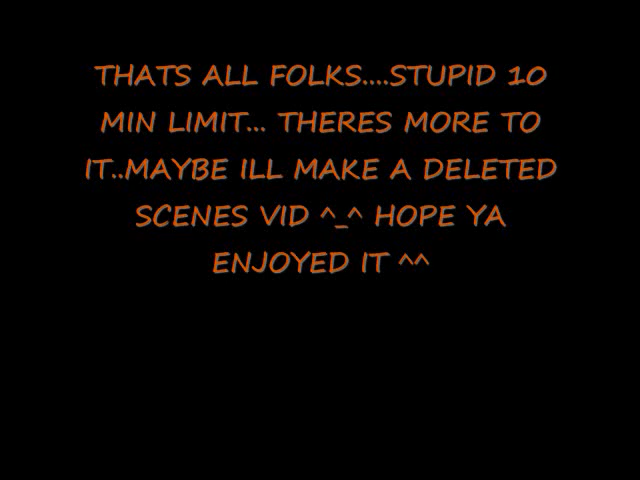 THATS ALL FOLKS....STUPID 10
MIN LIMIT... THERES MORE TO
IT..MAYBE ILL MAKE A DELETED
SCENES VID ^_^ HOPE YA
ENJOYED IT ^^